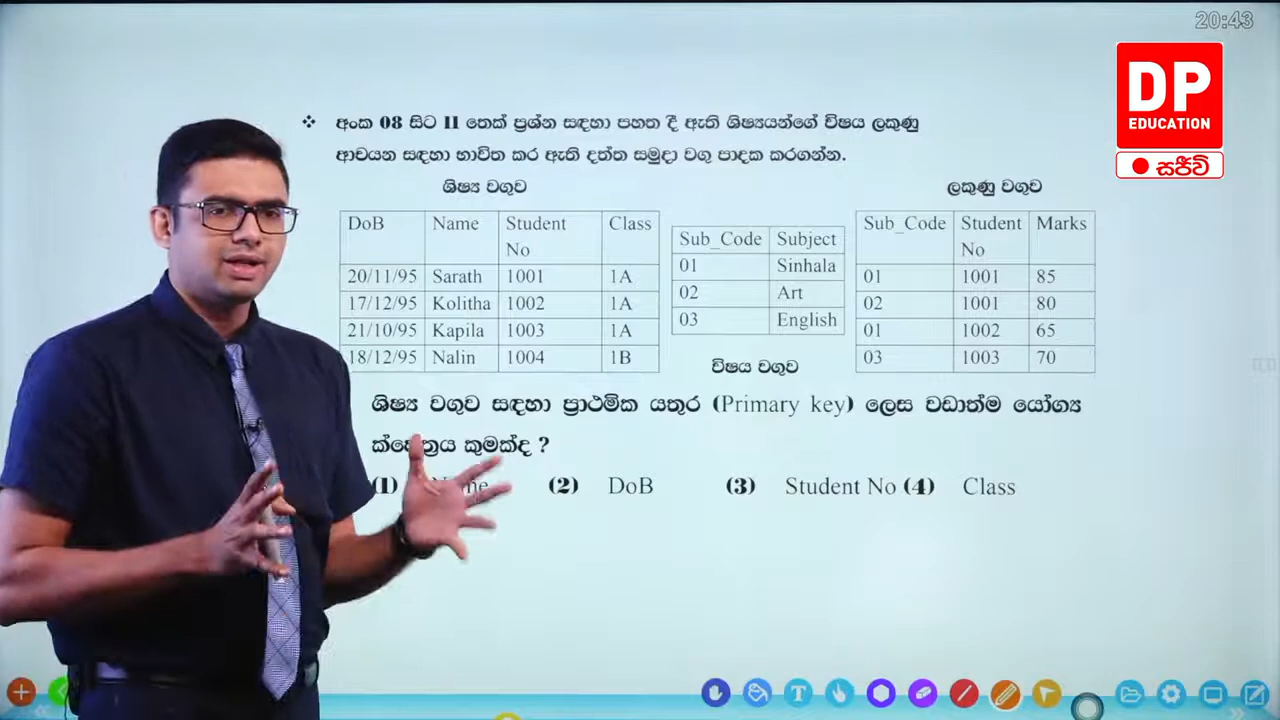 20:43
DP
EDUCATION
සජීවි
❖ අංක 08 සිට 11 තෙක් ප්‍රශ්න සඳහා පහත දී ඇති ශිෂ්‍යයන්ගේ විෂය ලකුණු
ආචයන සඳහා භාවිත කර ඇති දත්ත සමුදා වගු පාදක කරගන්න.
ශිෂ්‍ය වගුව
DoB Name Student No Class
20/11/95 Sarath 1001 1A
17/12/95 Kolitha 1002 1A
21/10/95 Kapila 1003 1A
18/12/95 Nalin 1004 1B
Sub_Code Subject
01 Sinhala
02 Art
03 English
විෂය වගුව
ලකුණු වගුව
Sub_Code Student No Marks
01 1001 85
02 1001 80
01 1002 65
03 1003 70
ශිෂ්‍ය වගුව සඳහා ප්‍රාථමික යතුර (Primary key) ලෙස වඩාත්ම යෝග්‍ය
ක්ෂේත්‍රය කුමක්ද ?
(1) Name (2) DoB (3) Student No (4) Class